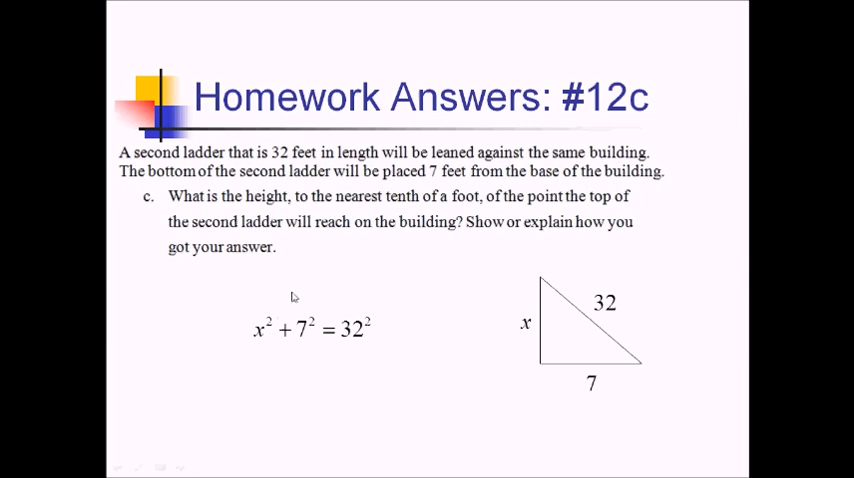 Homework Answers: #12c
A second ladder that is 32 feet in length will be leaned against the same building.
The bottom of the second ladder will be placed 7 feet from the base of the building.
c. What is the height, to the nearest tenth of a foot, of the point the top of
the second ladder will reach on the building? Show or explain how you
got your answer.
x² + 7² = 32²
32
x
7